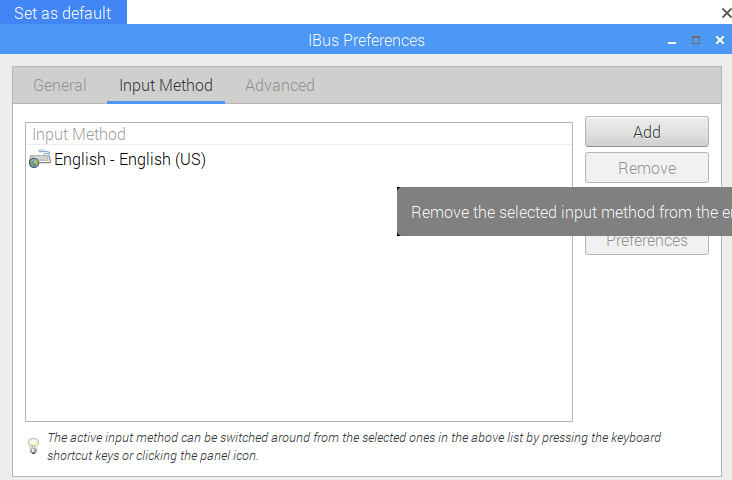 Set as default
IBus Preferences
General Input Method Advanced
Input Method
English - English (US)
Add
Remove
Remove the selected input method from the
Preferences
The active input method can be switched around from the selected ones in the above list by pressing the keyboard
shortcut keys or clicking the panel icon.